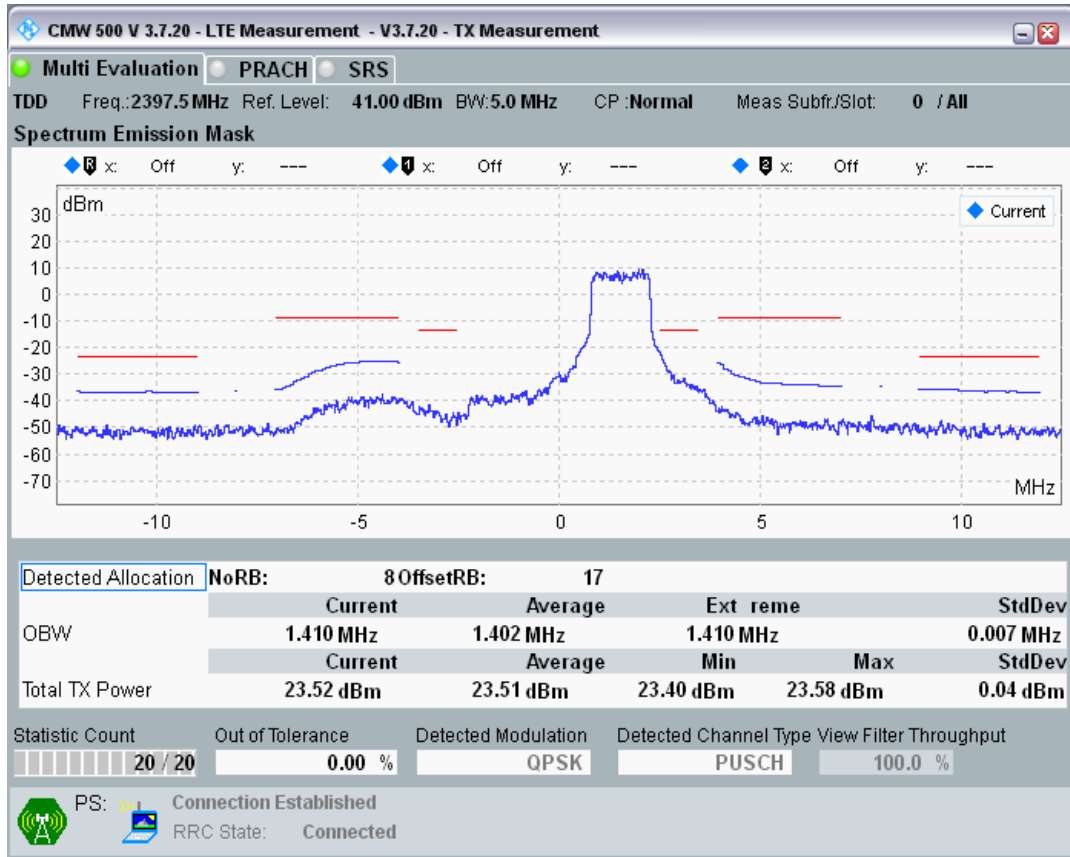 CMW 500 V 3.7.20 - LTE Measurement - V3.7.20 - TX Measurement
Multi Evaluation PRACH SRS
TDD Freq.:2397.5 MHz Ref. Level: 41.00 dBm BW:5.0 MHz CP :Normal Meas Subfr./Slot: 0 / All
Spectrum Emission Mask
R x: Off y: --- 1 x: Off y: --- 2 x: Off y: ---
dBm
Current
30
20
10
0
-10
-20
-30
-40
-50
-60
-70
MHz
-10 -5 0 5 10
Detected Allocation NoRB: 8 OffsetRB: 17
Current Average Ext reme StdDev
OBW 1.410 MHz 1.402 MHz 1.410 MHz 0.007 MHz
Current Average Min Max StdDev
Total TX Power 23.52 dBm 23.51 dBm 23.40 dBm 23.58 dBm 0.04 dBm
Statistic Count Out of Tolerance Detected Modulation Detected Channel Type View Filter Throughput
20 / 20 0.00 % QPSK PUSCH 100.0 %
PS: Connection Established
RRC State: Connected